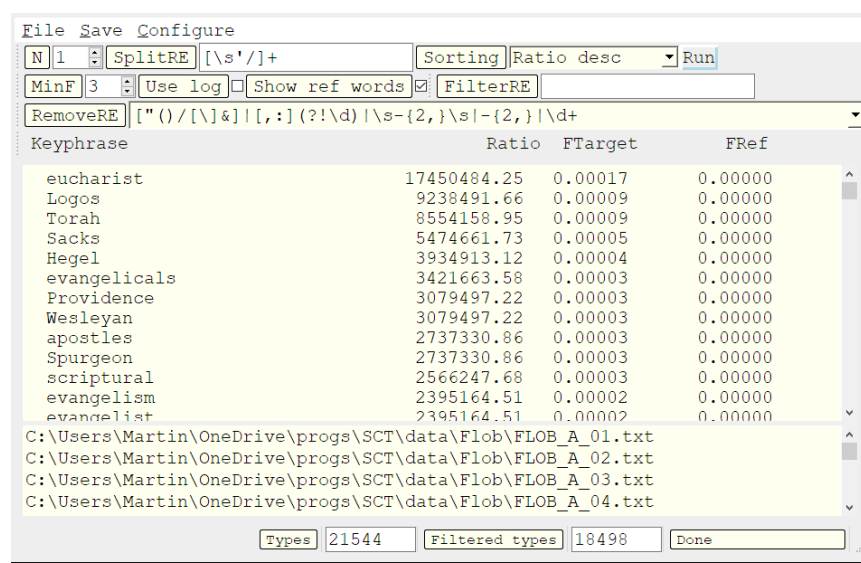 File Save Configure
N 1 SplitRE [\s'/]+ Sorting Ratio desc Run
MinF 3 Use log Show ref words FilterRE
RemoveRE ["()/[\]&]|[,:](?!\d)|\s-{2,}\s|-{2,}|\d+
Keyphrase Ratio FTarget FRef
eucharist 17450484.25 0.00017 0.00000
Logos 9238491.66 0.00009 0.00000
Torah 8554158.95 0.00009 0.00000
Sacks 5474661.73 0.00005 0.00000
Hegel 3934913.12 0.00004 0.00000
evangelicals 3421663.58 0.00003 0.00000
Providence 3079497.22 0.00003 0.00000
Wesleyan 3079497.22 0.00003 0.00000
apostles 2737330.86 0.00003 0.00000
Spurgeon 2737330.86 0.00003 0.00000
scriptural 2566247.68 0.00003 0.00000
evangelism 2395164.51 0.00002 0.00000
evangelist 2395164.51 0.00002 0.00000
C:\Users\Martin\OneDrive\progs\SCT\data\Flob\FLOB_A_01.txt
C:\Users\Martin\OneDrive\progs\SCT\data\Flob\FLOB_A_02.txt
C:\Users\Martin\OneDrive\progs\SCT\data\Flob\FLOB_A_03.txt
C:\Users\Martin\OneDrive\progs\SCT\data\Flob\FLOB_A_04.txt
Types 21544 Filtered types 18498 Done